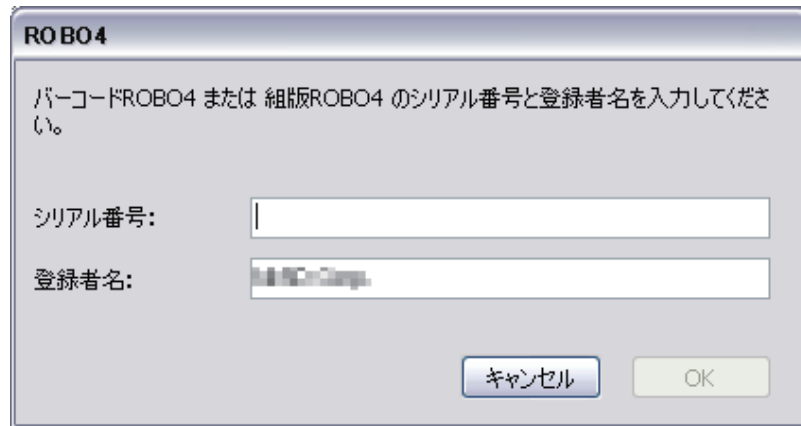 ROBO4
バーコードROBO4 または 組版ROBO4 のシリアル番号と登録者名を入力してくださ
い。
シリアル番号:
登録者名:
キャンセル OK